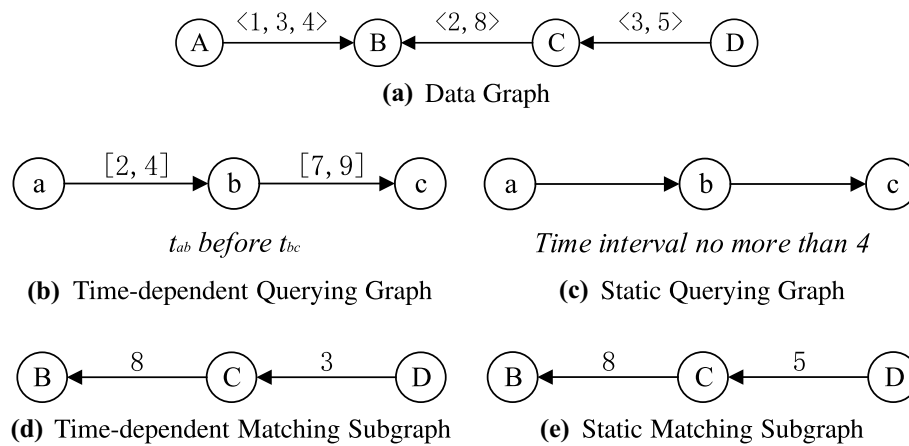 <1,3,4> <2,8> <3,5>
A B C D
(a) Data Graph
[2,4] [7,9]
a b c a b c
t_ab before t_bc Time interval no more than 4
(b) Time-dependent Querying Graph (c) Static Querying Graph
8 3 8 5
B C D B C D
(d) Time-dependent Matching Subgraph (e) Static Matching Subgraph